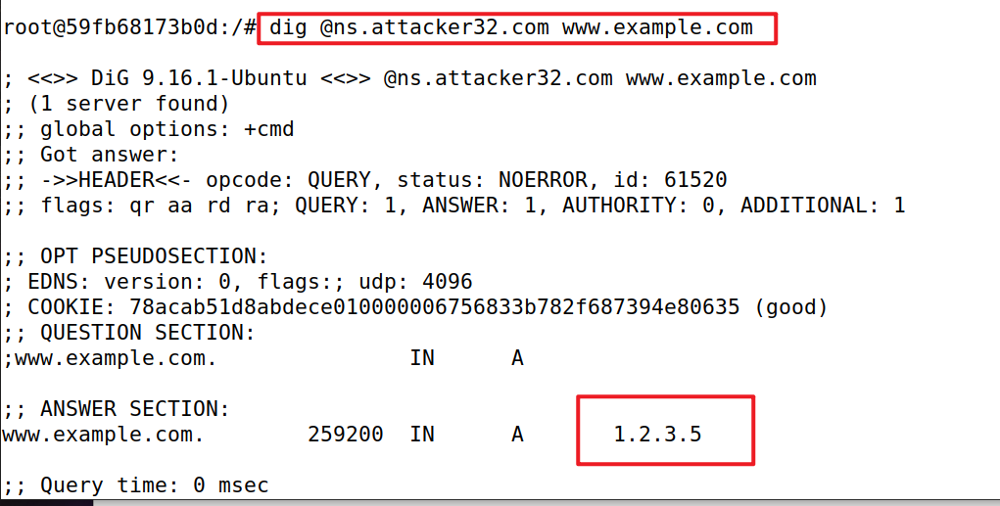 root@59fb68173b0d:/# dig @ns.attacker32.com www.example.com
; <<>> DiG 9.16.1-Ubuntu <<>> @ns.attacker32.com www.example.com
; (1 server found)
;; global options: +cmd
;; Got answer:
;; ->>HEADER<<- opcode: QUERY, status: NOERROR, id: 61520
;; flags: qr aa rd ra; QUERY: 1, ANSWER: 1, AUTHORITY: 0, ADDITIONAL: 1
;; OPT PSEUDOSECTION:
; EDNS: version: 0, flags:; udp: 4096
; COOKIE: 78acab51d8abdece010000006756833b782f687394e80635 (good)
;; QUESTION SECTION:
;www.example.com. IN A
;; ANSWER SECTION:
www.example.com. 259200 IN A 1.2.3.5
;; Query time: 0 msec